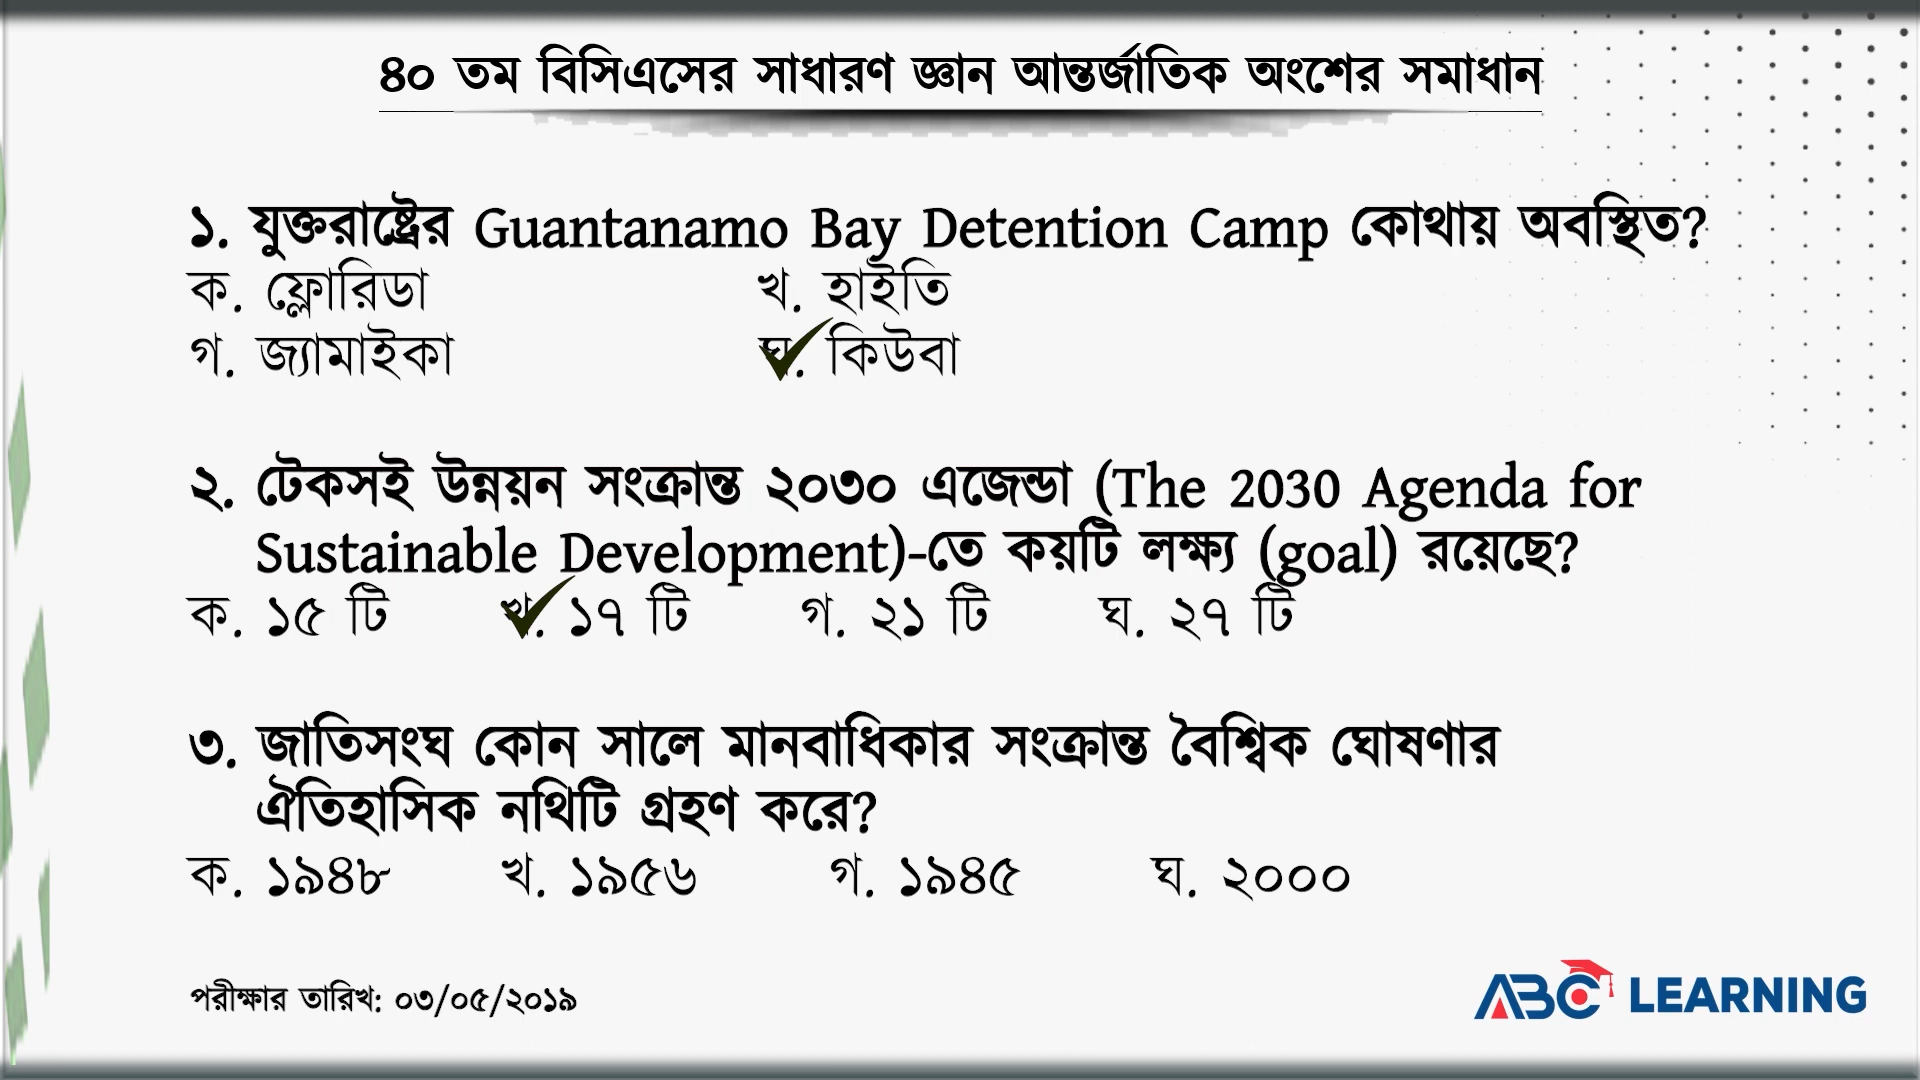 ৪০ তম বিসিএসের সাধারণ জ্ঞান আন্তর্জাতিক অংশের সমাধান
১. যুক্তরাষ্ট্রের Guantanamo Bay Detention Camp কোথায় অবস্থিত?
ক. ফ্লোরিডা খ. হাইতি
গ. জ্যামাইকা ঘ. কিউবা
২. টেকসই উন্নয়ন সংক্রান্ত ২০৩০ এজেন্ডা (The 2030 Agenda for
Sustainable Development)-তে কয়টি লক্ষ্য (goal) রয়েছে?
ক. ১৫ টি খ. ১৭ টি গ. ২১ টি ঘ. ২৭ টি
৩. জাতিসংঘ কোন সালে মানবাধিকার সংক্রান্ত বৈশ্বিক ঘোষণার
ঐতিহাসিক নথিটি গ্রহণ করে?
ক. ১৯৪৮ খ. ১৯৫৬ গ. ১৯৪৫ ঘ. ২০০০
পরীক্ষার তারিখ: ০৩/০৫/২০১৯
ABC LEARNING